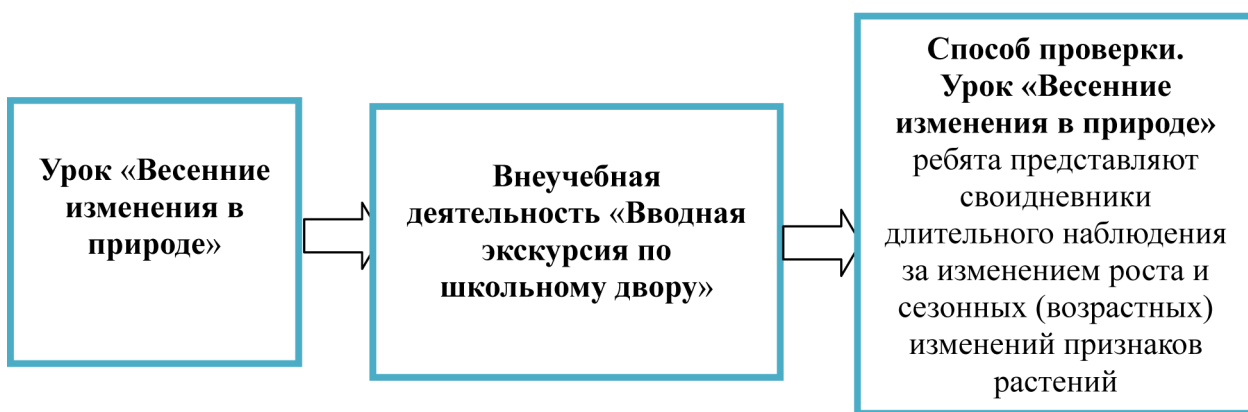 Урок «Весенние
изменения в
природе»
Внеучебная
деятельность «Вводная
экскурсия по
школьному двору»
Способ проверки.
Урок «Весенние
изменения в природе»
ребята представляют
своидневники
длительного наблюдения
за изменением роста и
сезонных (возрастных)
изменений признаков
растений